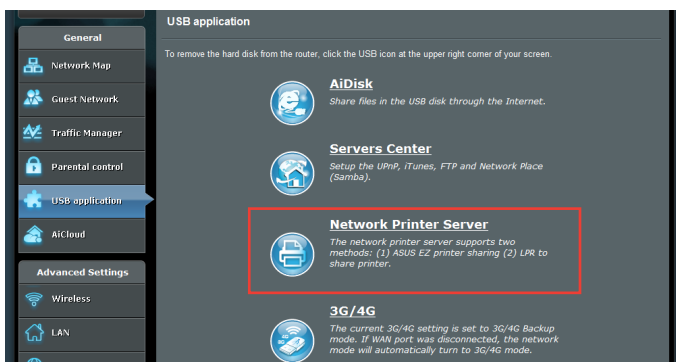 General
Network Map
Guest Network
Traffic Manager
Parental control
USB application
AiCloud
Advanced Settings
Wireless
LAN
USB application
To remove the hard disk from the router, click the USB icon at the upper right corner of your screen.
AiDisk
Share files in the USB disk through the Internet.
Servers Center
Setup the UPnP, iTunes, FTP and Network Place
(Samba).
Network Printer Server
The network printer server supports two
methods: (1) ASUS EZ printer sharing (2) LPR to
share printer.
3G/4G
The current 3G/4G setting is set to 3G/4G Backup
mode. If WAN port was disconnected, the network
mode will automatically turn to 3G/4G mode.